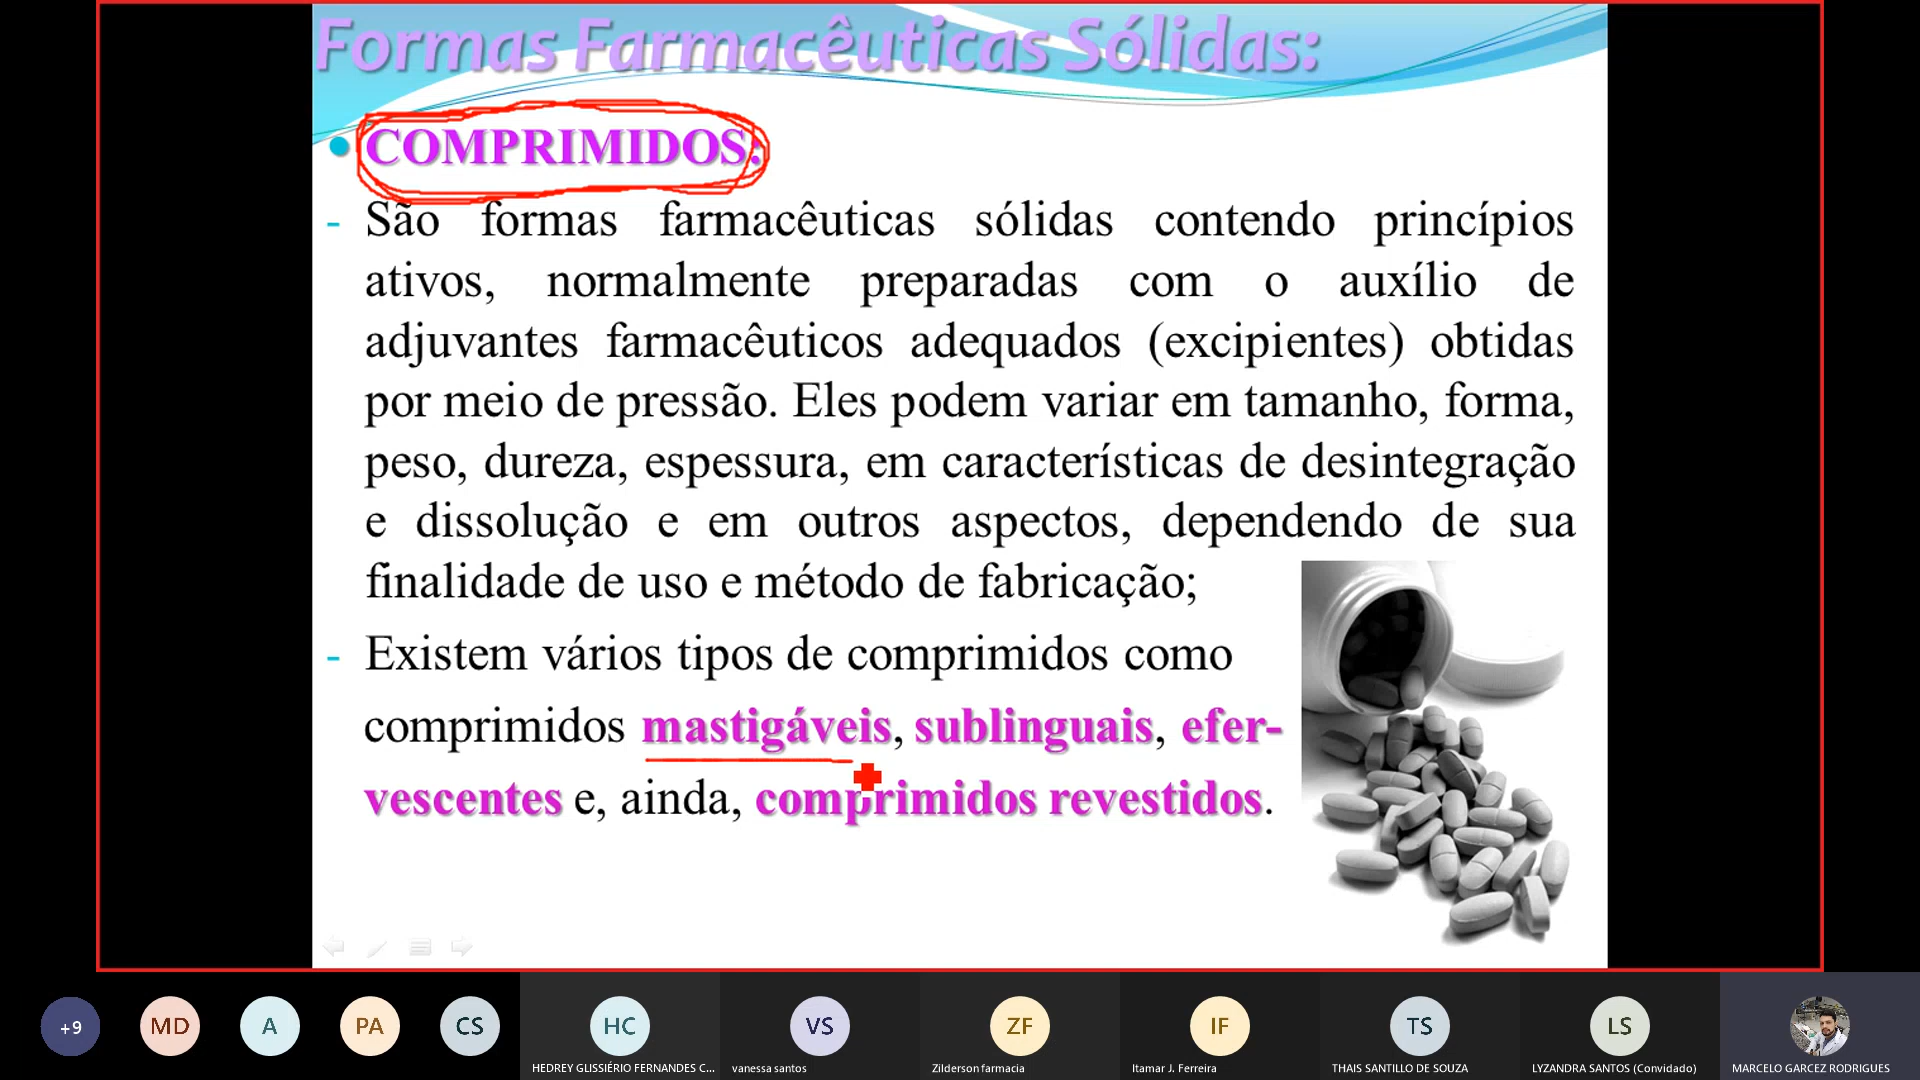 Formas Farmacêuticas Sólidas:
• COMPRIMIDOS:
- São formas farmacêuticas sólidas contendo princípios
ativos, normalmente preparadas com o auxílio de
adjuvantes farmacêuticos adequados (excipientes) obtidas
por meio de pressão. Eles podem variar em tamanho, forma,
peso, dureza, espessura, em características de desintegração
e dissolução e em outros aspectos, dependendo de sua
finalidade de uso e método de fabricação;
- Existem vários tipos de comprimidos como
comprimidos mastigáveis, sublinguais, efer-
vescentes e, ainda, comprimidos revestidos.
+9 MD A PA CS HC VS ZF IF TS LS
HEDREY GLISSIÉRIO FERNANDES C... vanessa santos Zilderson farmacia Itamar J. Ferreira THAIS SANTILLO DE SOUZA LYZANDRA SANTOS (Convidado) MARCELO GARCEZ RODRIGUES